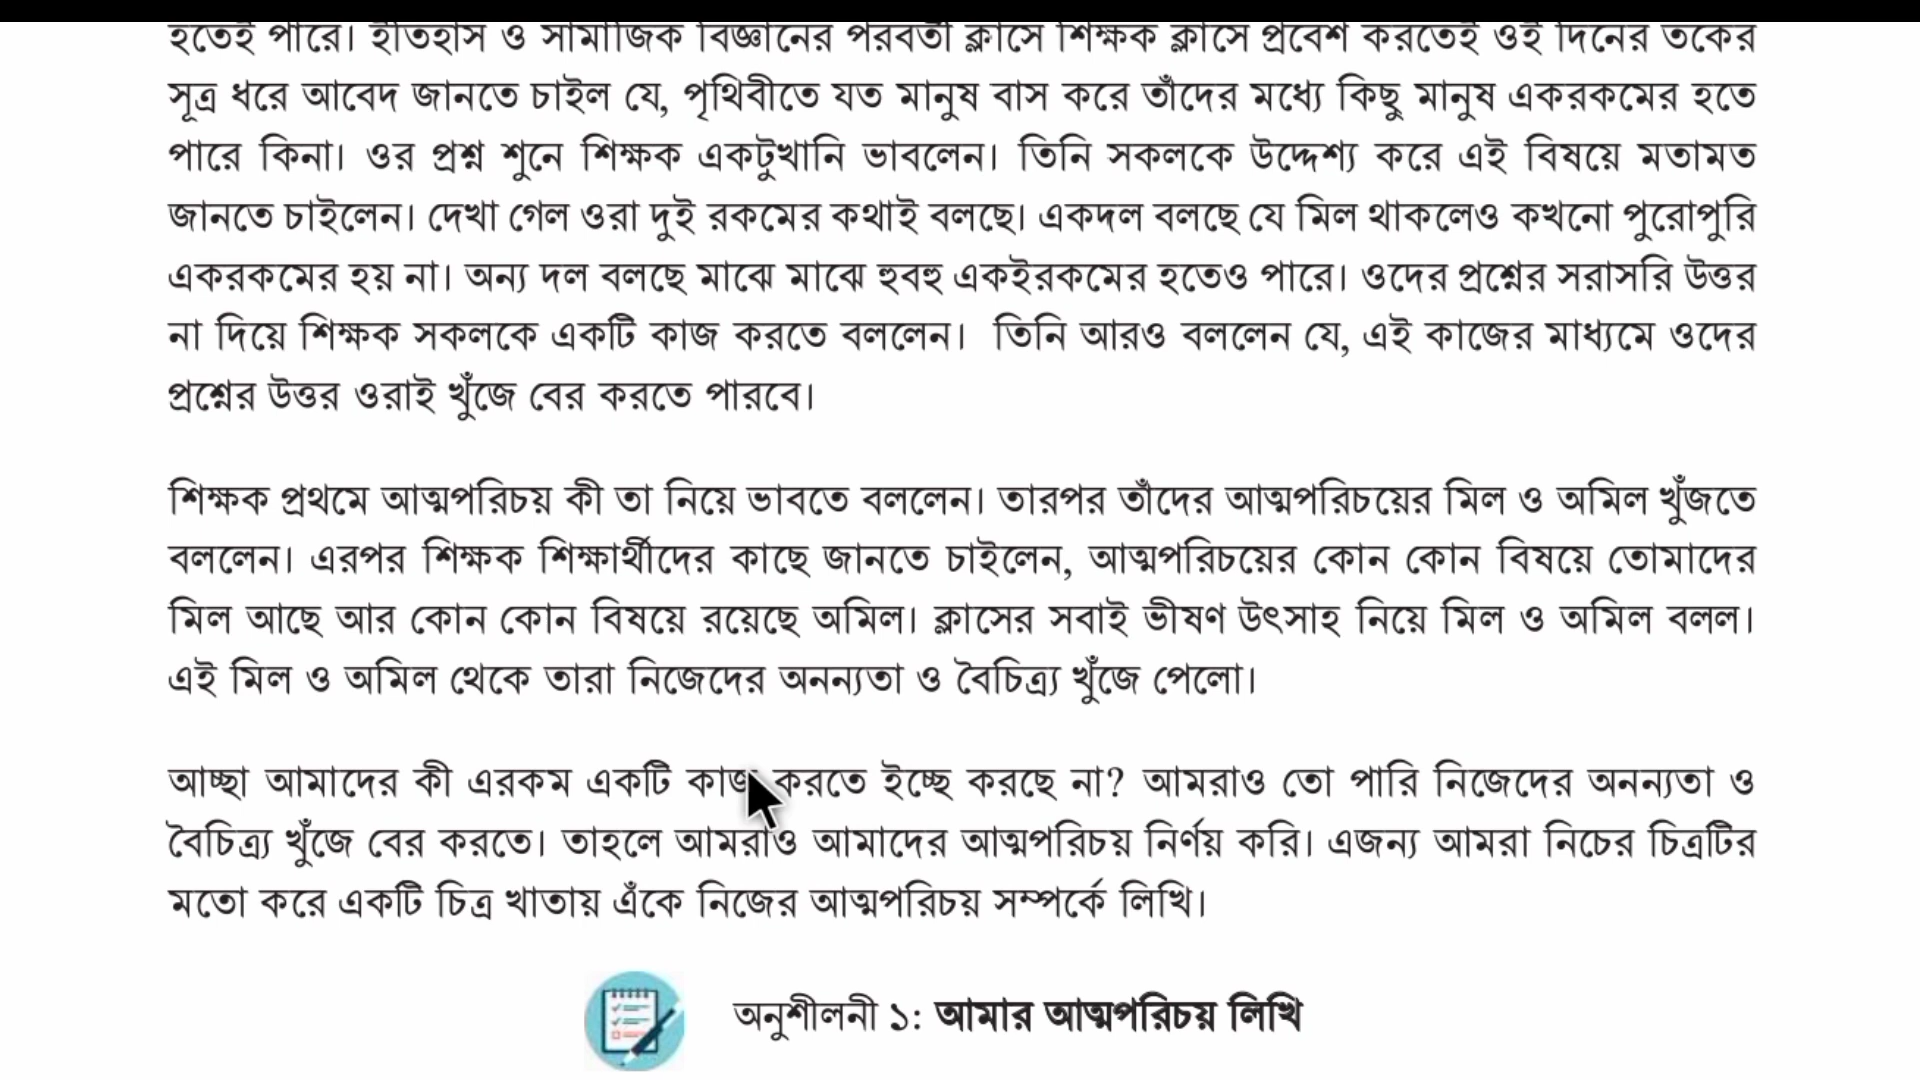 হতেই পারে। ইতিহাস ও সামাজিক বিজ্ঞানের পরবর্তী ক্লাসে শিক্ষক ক্লাসে প্রবেশ করতেই ওই দিনের তর্কের
সূত্র ধরে আবেদ জানতে চাইল যে, পৃথিবীতে যত মানুষ বাস করে তাঁদের মধ্যে কিছু মানুষ একরকমের হতে
পারে কিনা। ওর প্রশ্ন শুনে শিক্ষক একটুখানি ভাবলেন। তিনি সকলকে উদ্দেশ্য করে এই বিষয়ে মতামত
জানতে চাইলেন। দেখা গেল ওরা দুই রকমের কথাই বলছে। একদল বলছে যে মিল থাকলেও কখনো পুরোপুরি
একরকমের হয় না। অন্য দল বলছে মাঝে মাঝে হুবহু একইরকমের হতেও পারে। ওদের প্রশ্নের সরাসরি উত্তর
না দিয়ে শিক্ষক সকলকে একটি কাজ করতে বললেন। তিনি আরও বললেন যে, এই কাজের মাধ্যমে ওদের
প্রশ্নের উত্তর ওরাই খুঁজে বের করতে পারবে।
শিক্ষক প্রথমে আত্মপরিচয় কী তা নিয়ে ভাবতে বললেন। তারপর তাঁদের আত্মপরিচয়ের মিল ও অমিল খুঁজতে
বললেন। এরপর শিক্ষক শিক্ষার্থীদের কাছে জানতে চাইলেন, আত্মপরিচয়ের কোন কোন বিষয়ে তোমাদের
মিল আছে আর কোন কোন বিষয়ে রয়েছে অমিল। ক্লাসের সবাই ভীষণ উৎসাহ নিয়ে মিল ও অমিল বলল।
এই মিল ও অমিল থেকে তারা নিজেদের অনন্যতা ও বৈচিত্র্য খুঁজে পেলো।
আচ্ছা আমাদের কী এরকম একটি কাজ করতে ইচ্ছে করছে না? আমরাও তো পারি নিজেদের অনন্যতা ও
বৈচিত্র্য খুঁজে বের করতে। তাহলে আমরাও আমাদের আত্মপরিচয় নির্ণয় করি। এজন্য আমরা নিচের চিত্রটির
মতো করে একটি চিত্র খাতায় এঁকে নিজের আত্মপরিচয় সম্পর্কে লিখি।
অনুশীলনী ১: আমার আত্মপরিচয় লিখি